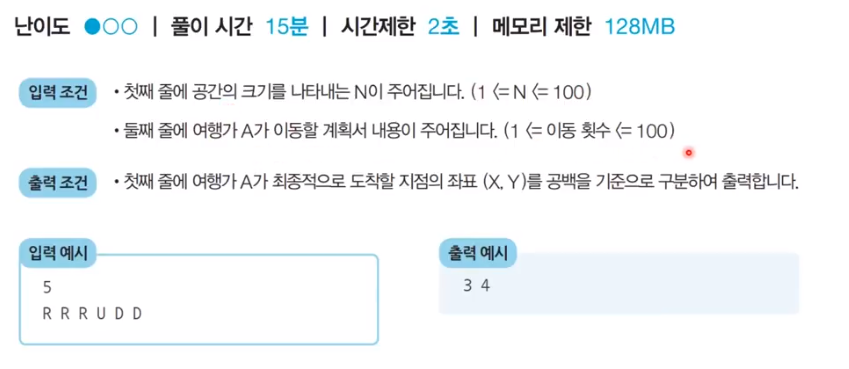 난이도 ●○○ | 풀이 시간 15분 | 시간제한 2초 | 메모리 제한 128MB
입력 조건 • 첫째 줄에 공간의 크기를 나타내는 N이 주어집니다. (1 <= N <= 100)
• 둘째 줄에 여행가 A가 이동할 계획서 내용이 주어집니다. (1 <= 이동 횟수 <= 100)
출력 조건 • 첫째 줄에 여행가 A가 최종적으로 도착할 지점의 좌표 (X, Y)를 공백을 기준으로 구분하여 출력합니다.
입력 예시
5
R R R U D D
출력 예시
3 4